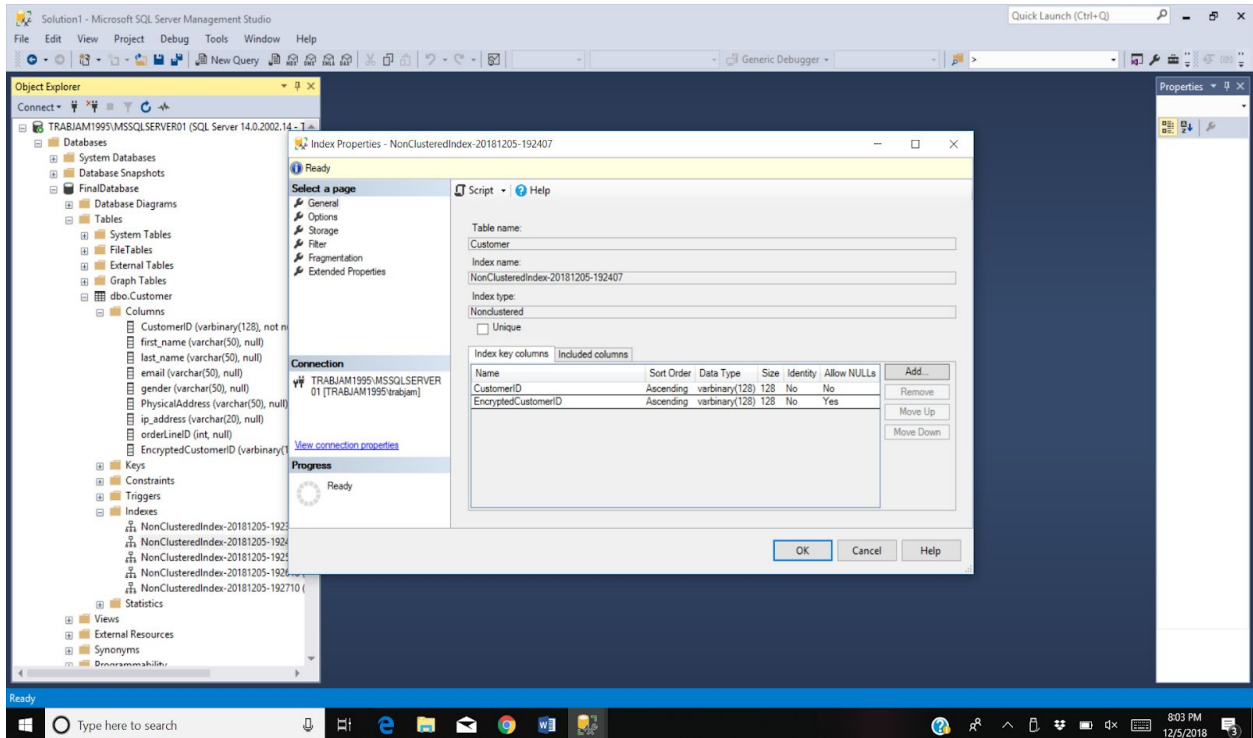 Solution1 - Microsoft SQL Server Management Studio
Quick Launch (Ctrl+Q)
File Edit View Project Debug Tools Window Help
New Query
Generic Debugger
Object Explorer
Connect
TRABJAM1995\MSSQLSERVER01 (SQL Server 14.0.2002.14 - T
Databases
System Databases
Database Snapshots
FinalDatabase
Database Diagrams
Tables
System Tables
FileTables
External Tables
Graph Tables
dbo.Customer
Columns
CustomerID (varbinary(128), not n
first_name (varchar(50), null)
last_name (varchar(50), null)
email (varchar(50), null)
gender (varchar(50), null)
PhysicalAddress (varchar(50), null)
ip_address (varchar(20), null)
orderLineID (int, null)
EncryptedCustomerID (varbinary(1
Keys
Constraints
Triggers
Indexes
NonClusteredIndex-20181205-192
NonClusteredIndex-20181205-192
NonClusteredIndex-20181205-192
NonClusteredIndex-20181205-192
NonClusteredIndex-20181205-192710 (
Statistics
Views
External Resources
Synonyms
Programmability
Index Properties - NonClusteredIndex-20181205-192407
Ready
Select a page
General
Options
Storage
Filter
Fragmentation
Extended Properties
Connection
TRABJAM1995\MSSQLSERVER
01 [TRABJAM1995\trabjam]
View connection properties
Progress
Ready
Script Help
Table name:
Customer
Index name:
NonClusteredIndex-20181205-192407
Index type:
Nonclustered
Unique
Index key columns Included columns
Name Sort Order Data Type Size Identity Allow NULLs
CustomerID Ascending varbinary(128) 128 No No
EncryptedCustomerID Ascending varbinary(128) 128 No Yes
Add...
Remove
Move Up
Move Down
OK Cancel Help
Properties
Ready
Type here to search
8:03 PM
12/5/2018